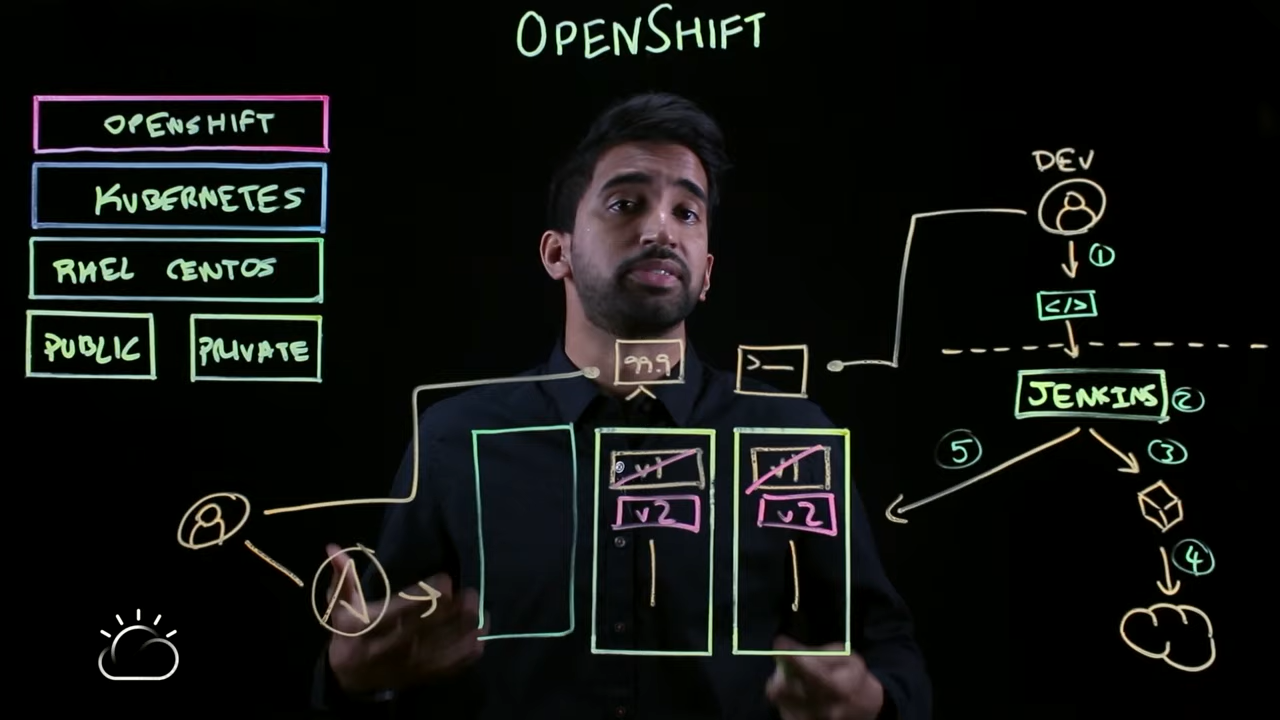 OPENSHIFT
OPENSHIFT
KUBERNETES
RHEL CENTOS
PUBLIC
PRIVATE
99.9
>—
v1
v2
v1
v2
A
DEV
1
</>
JENKINS
2
5
3
4